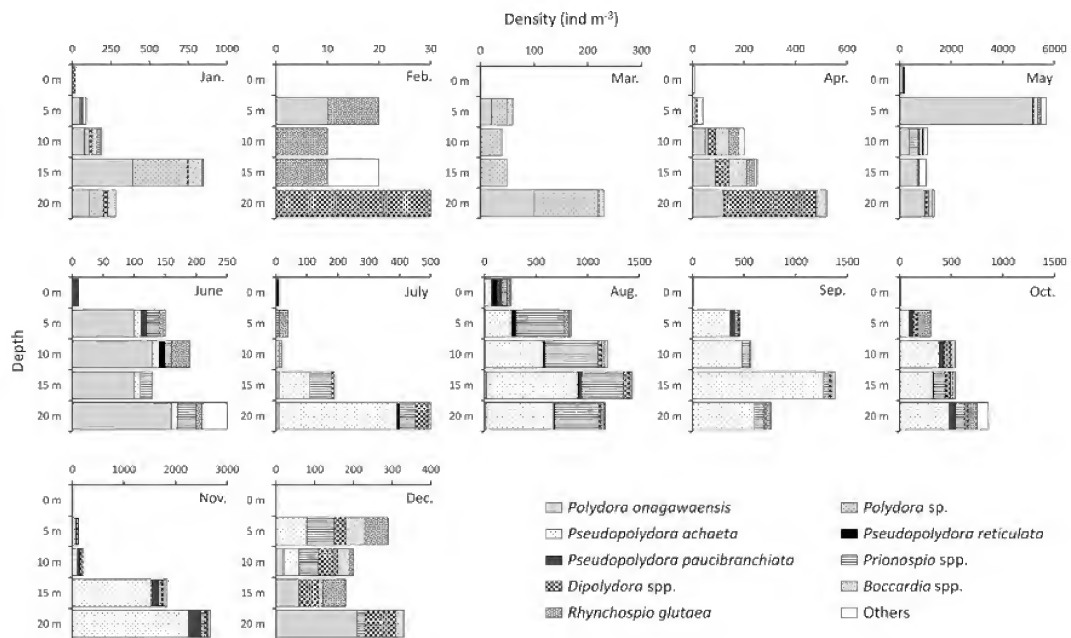 Density (ind m-3)
0 250 500 750 1000
0 10 20 30
0 100 200 300
0 200 400 600
0 2000 4000 6000
0 m Jan.
5 m
10 m
15 m
20 m
0 m Feb.
5 m
10 m
15 m
20 m
0 m Mar.
5 m
10 m
15 m
20 m
0 m Apr.
5 m
10 m
15 m
20 m
0 m May
5 m
10 m
15 m
20 m
Depth
0 50 100 150 200 250
0 100 200 300 400 500
0 500 1000 1500
0 500 1000 1500
0 500 1000 1500
0 m June
5 m
10 m
15 m
20 m
0 m July
5 m
10 m
15 m
20 m
0 m Aug.
5 m
10 m
15 m
20 m
0 m Sep.
5 m
10 m
15 m
20 m
0 m Oct.
5 m
10 m
15 m
20 m
0 1000 2000 3000
0 100 200 300 400
0 m Nov.
5 m
10 m
15 m
20 m
0 m Dec.
5 m
10 m
15 m
20 m
Polydora onagawaensis
Pseudopolydora achaeta
Pseudopolydora paucibranchiata
Dipolydora spp.
Rhynchospio glutaea
Polydora sp.
Pseudopolydora reticulata
Prionospio spp.
Boccardia spp.
Others